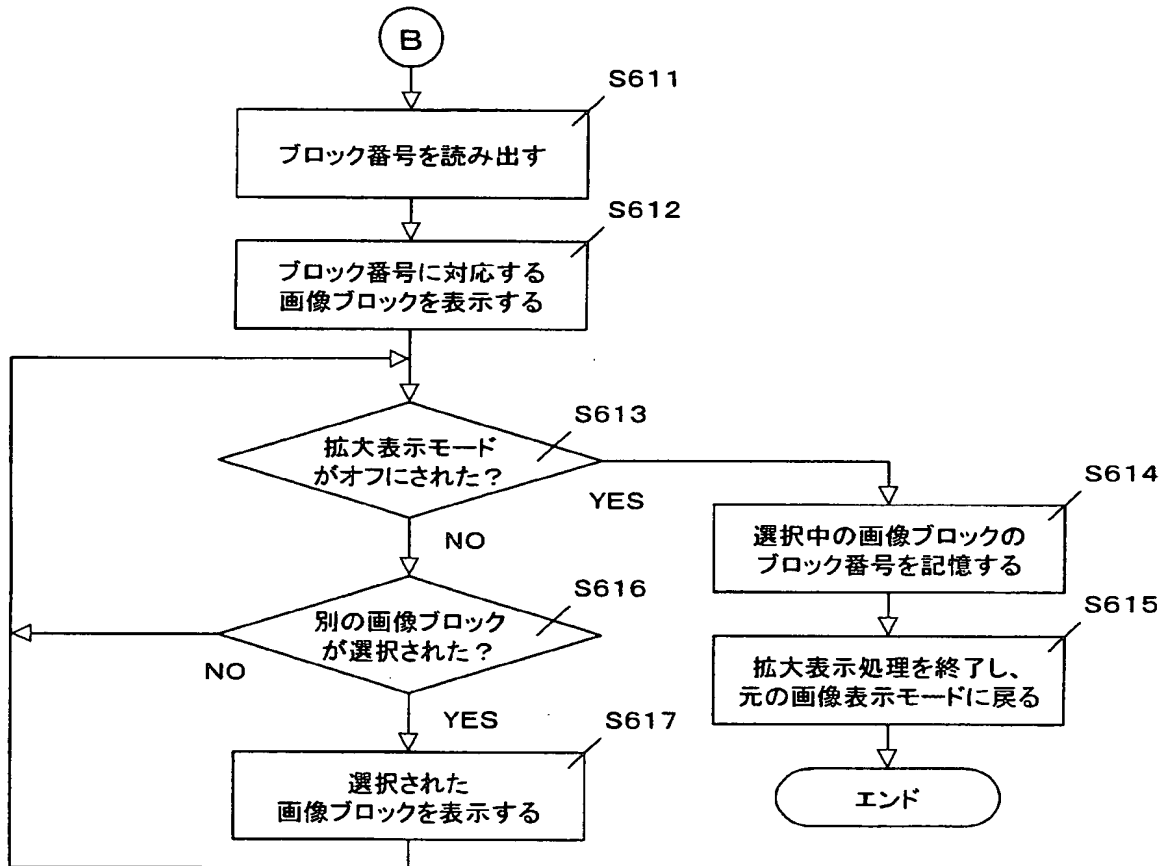 B
S611
ブロック番号を読み出す
S612
ブロック番号に対応する
画像ブロックを表示する
S613
拡大表示モード
がオフにされた？
YES
NO
S614
選択中の画像ブロックの
ブロック番号を記憶する
S616
別の画像ブロック
が選択された？
NO
YES
S615
拡大表示処理を終了し、
元の画像表示モードに戻る
S617
選択された
画像ブロックを表示する
エンド